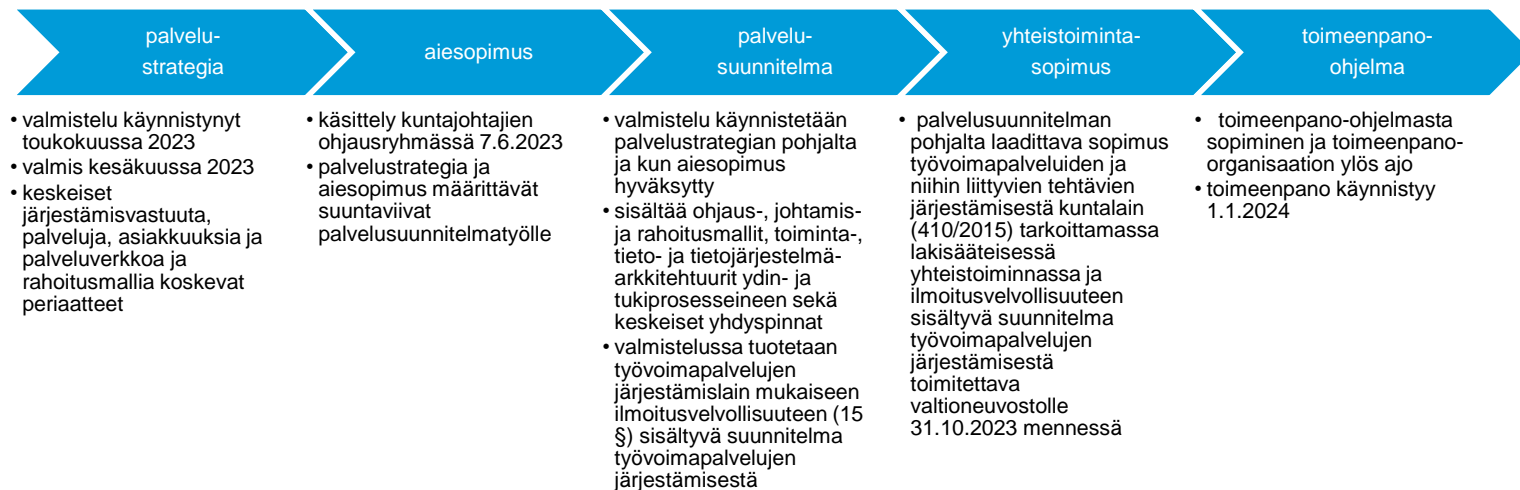 palvelu-
strategia
aiesopimus
palvelu-
suunnitelma
yhteistoiminta-
sopimus
toimeenpano-
ohjelma
• valmistelu käynnistynyt
toukokuussa 2023
• valmis kesäkuussa 2023
• keskeiset
järjestämisvastuuta,
palveluja, asiakkuuksia ja
palveluverkkoa ja
rahoitusmallia koskevat
periaatteet
• käsittely kuntajohtajien
ohjausryhmässä 7.6.2023
• palvelustrategia ja
aiesopimus määrittävät
suuntaviivat
palvelusuunnitelmatyölle
• valmistelu käynnistetään
palvelustrategian pohjalta
ja kun aiesopimus
hyväksytty
• sisältää ohjaus-, johtamis-
ja rahoitusmallit, toiminta-,
tieto- ja tietojärjestelmä-
arkkitehtuurit ydin- ja
tukiprosesseineen sekä
keskeiset yhdyspinnat
• valmistelussa tuotetaan
työvoimapalvelujen
järjestämislain mukaiseen
ilmoitusvelvollisuuteen (15
§) sisältyvä suunnitelma
työvoimapalvelujen
järjestämisestä
• palvelusuunnitelman
pohjalta laadittava sopimus
työvoimapalveluiden ja
niihin liittyvien tehtävien
järjestämisestä kuntalain
(410/2015) tarkoittamassa
lakisääteisessä
yhteistoiminnassa ja
ilmoitusvelvollisuuteen
sisältyvä suunnitelma
työvoimapalvelujen
järjestämisestä
toimitettava
valtioneuvostolle
31.10.2023 mennessä
• toimeenpano-ohjelmasta
sopiminen ja toimeenpano-
organisaation ylös ajo
• toimeenpano käynnistyy
1.1.2024